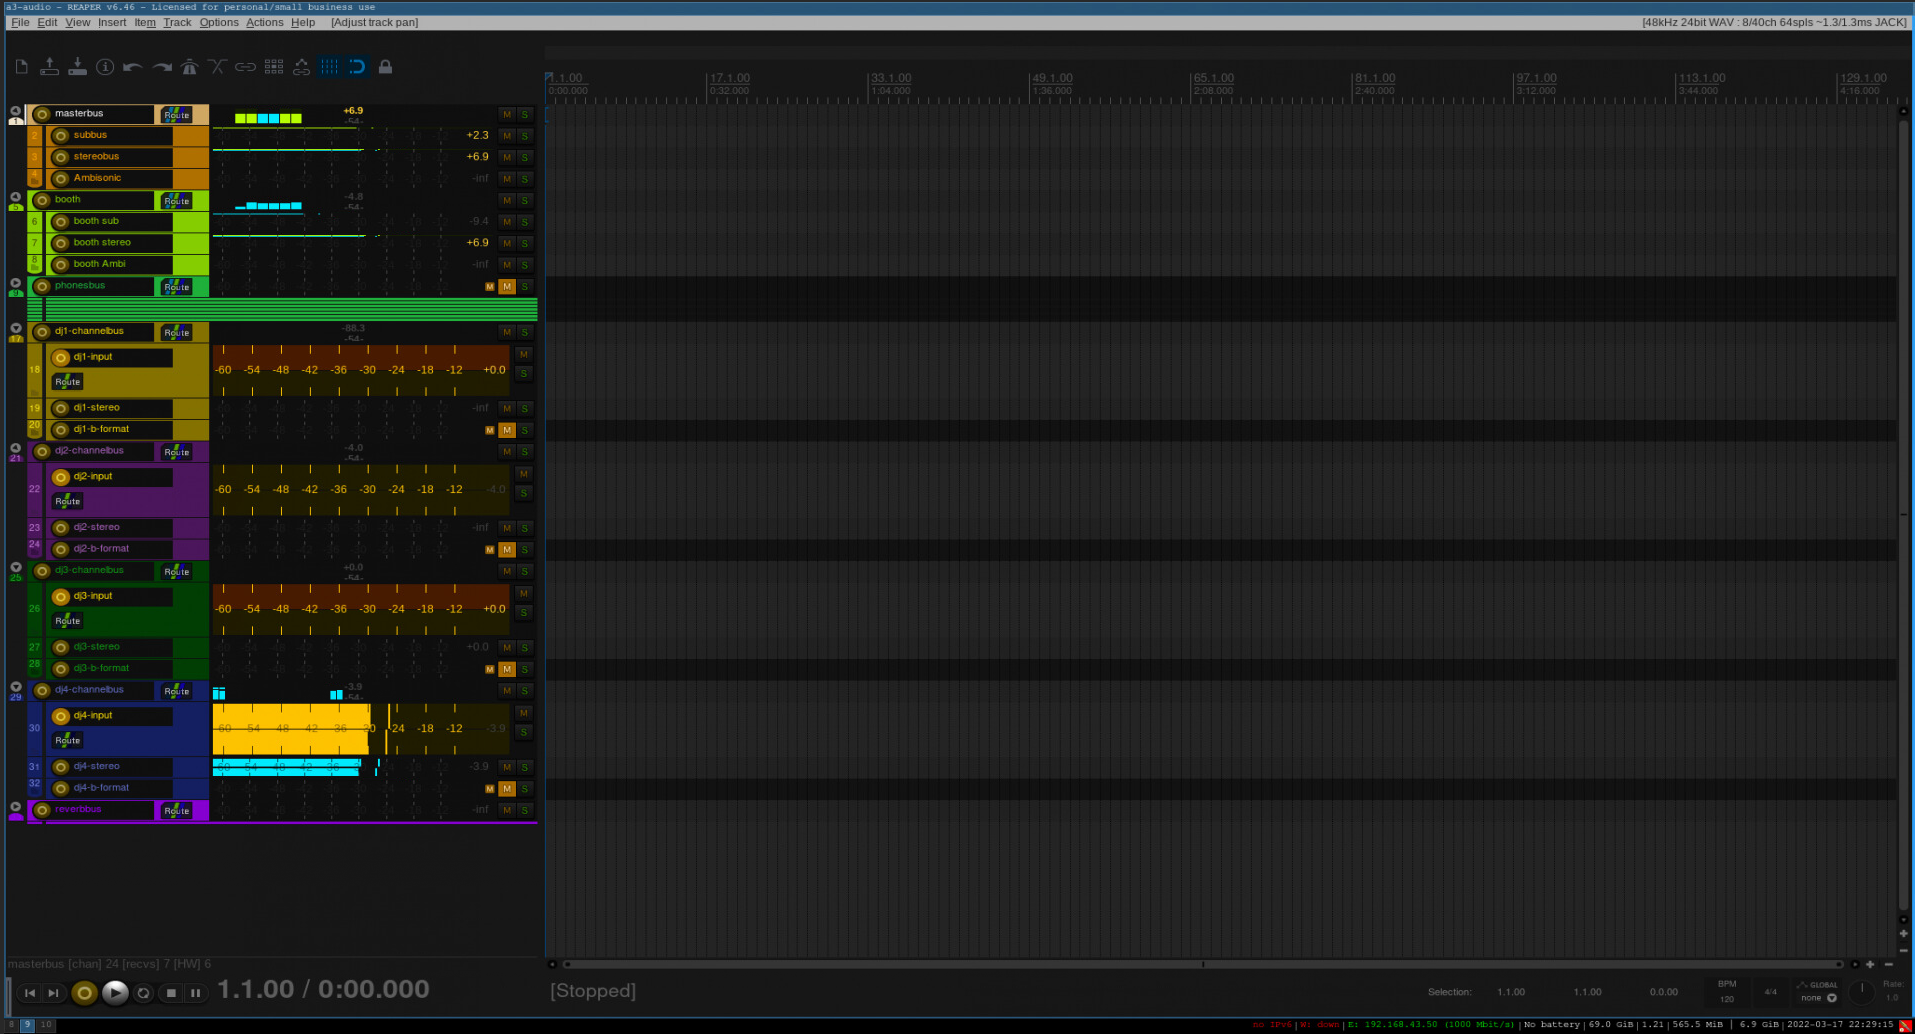 a3-audio - REAPER v6.46 - Licensed for personal/small business use
File Edit View Insert Item Track Options Actions Help [Adjust track pan] [48kHz 24bit WAV : 8/40ch 64spls ~1.3/1.3ms JACK]
1.1.00 17.1.00 33.1.00 49.1.00 65.1.00 81.1.00 97.1.00 113.1.00 129.1.00
0:00.000 0:32.000 1:04.000 1:36.000 2:08.000 2:40.000 3:12.000 3:44.000 4:16.000
1 masterbus Route +6.9 -54- M S
2 subbus +2.3 M S
3 stereobus +6.9 M S
4 Ambisonic -inf M S
5 booth Route -4.8 -54- M S
6 booth sub -9.4 M S
7 booth stereo +6.9 M S
8 booth Ambi -inf M S
9 phonesbus Route M M S
17 dj1-channelbus Route -88.3 -54- M S
18 dj1-input -60 -54 -48 -42 -36 -30 -24 -18 -12 +0.0 M S
Route
19 dj1-stereo -inf M S
20 dj1-b-format M M S
21 dj2-channelbus Route -4.0 -54- M S
22 dj2-input -60 -54 -48 -42 -36 -30 -24 -18 -12 -4.0 M S
Route
23 dj2-stereo -inf M S
24 dj2-b-format M M S
25 dj3-channelbus Route +0.0 -54- M S
26 dj3-input -60 -54 -48 -42 -36 -30 -24 -18 -12 +0.0 M S
Route
27 dj3-stereo +0.0 M S
28 dj3-b-format M M S
29 dj4-channelbus Route -3.9 -54- M S
30 dj4-input -60 -54 -48 -42 -36 -30 -24 -18 -12 -3.9 M S
Route
31 dj4-stereo -60 -54 -48 -42 -36 -3.9 M S
32 dj4-b-format M M S
reverbbus Route -inf M S
masterbus [chan] 24 [recvs] 7 [HW] 6
1.1.00 / 0:00.000 [Stopped] Selection: 1.1.00 1.1.00 0.0.00 BPM 120 4/4 GLOBAL none Rate: 1.0
8 9 10 no IPv6|W: down|E: 192.168.43.50 (1000 Mbit/s)|No battery|69.0 GiB|1.21|565.5 MiB | 6.9 GiB|2022-03-17 22:29:15